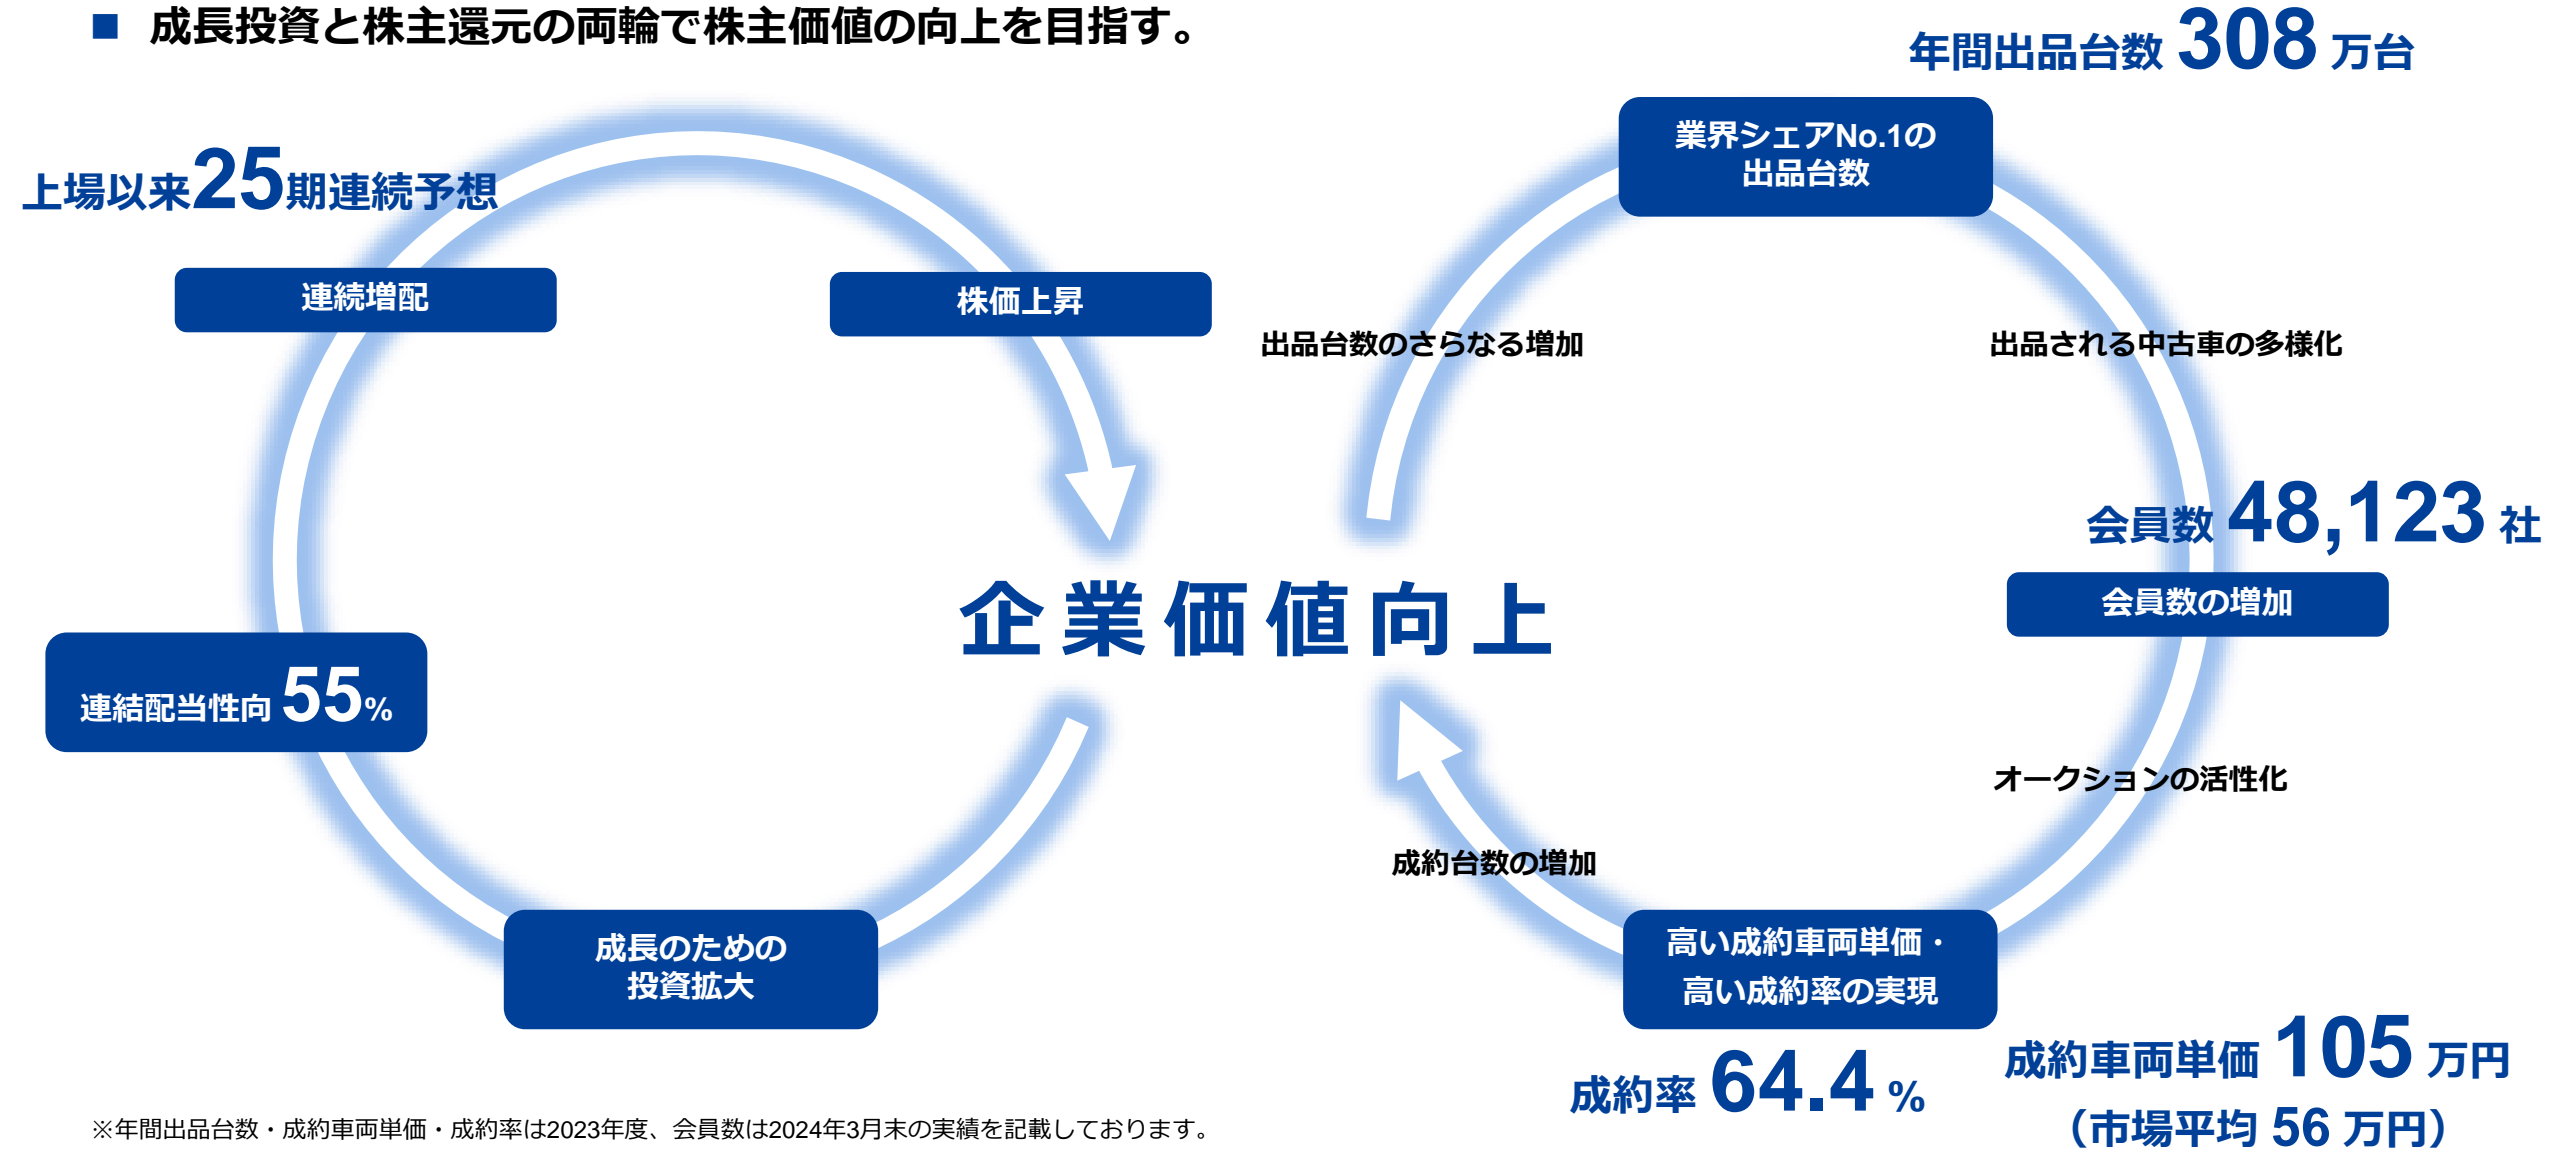 ■ 成長投資と株主還元の両輪で株主価値の向上を目指す。
上場以来25期連続予想
連続増配
株価上昇
連結配当性向 55%
成長のための
投資拡大
企業価値向上
年間出品台数 308 万台
業界シェアNo.1の
出品台数
出品台数のさらなる増加
出品される中古車の多様化
会員数 48,123 社
会員数の増加
オークションの活性化
成約台数の増加
高い成約車両単価・
高い成約率の実現
成約率 64.4 %
成約車両単価 105 万円
（市場平均 56 万円）
※年間出品台数・成約車両単価・成約率は2023年度、会員数は2024年3月末の実績を記載しております。